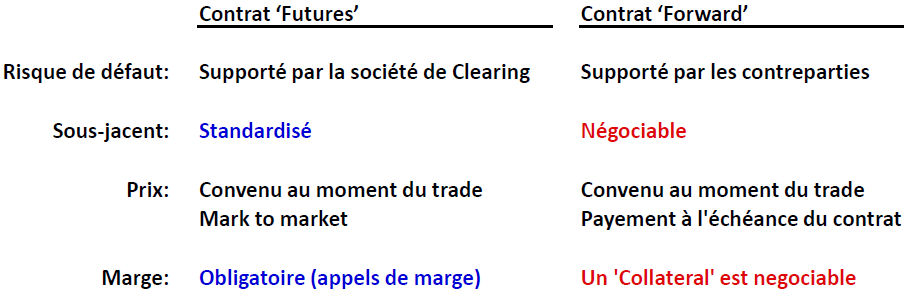 Contrat ‘Futures’ Contrat ‘Forward’
Risque de défaut: Supporté par la société de Clearing Supporté par les contreparties
Sous-jacent: Standardisé Négociable
Prix: Convenu au moment du trade Convenu au moment du trade
Mark to market Payement à l'échéance du contrat
Marge: Obligatoire (appels de marge) Un 'Collateral' est negociable